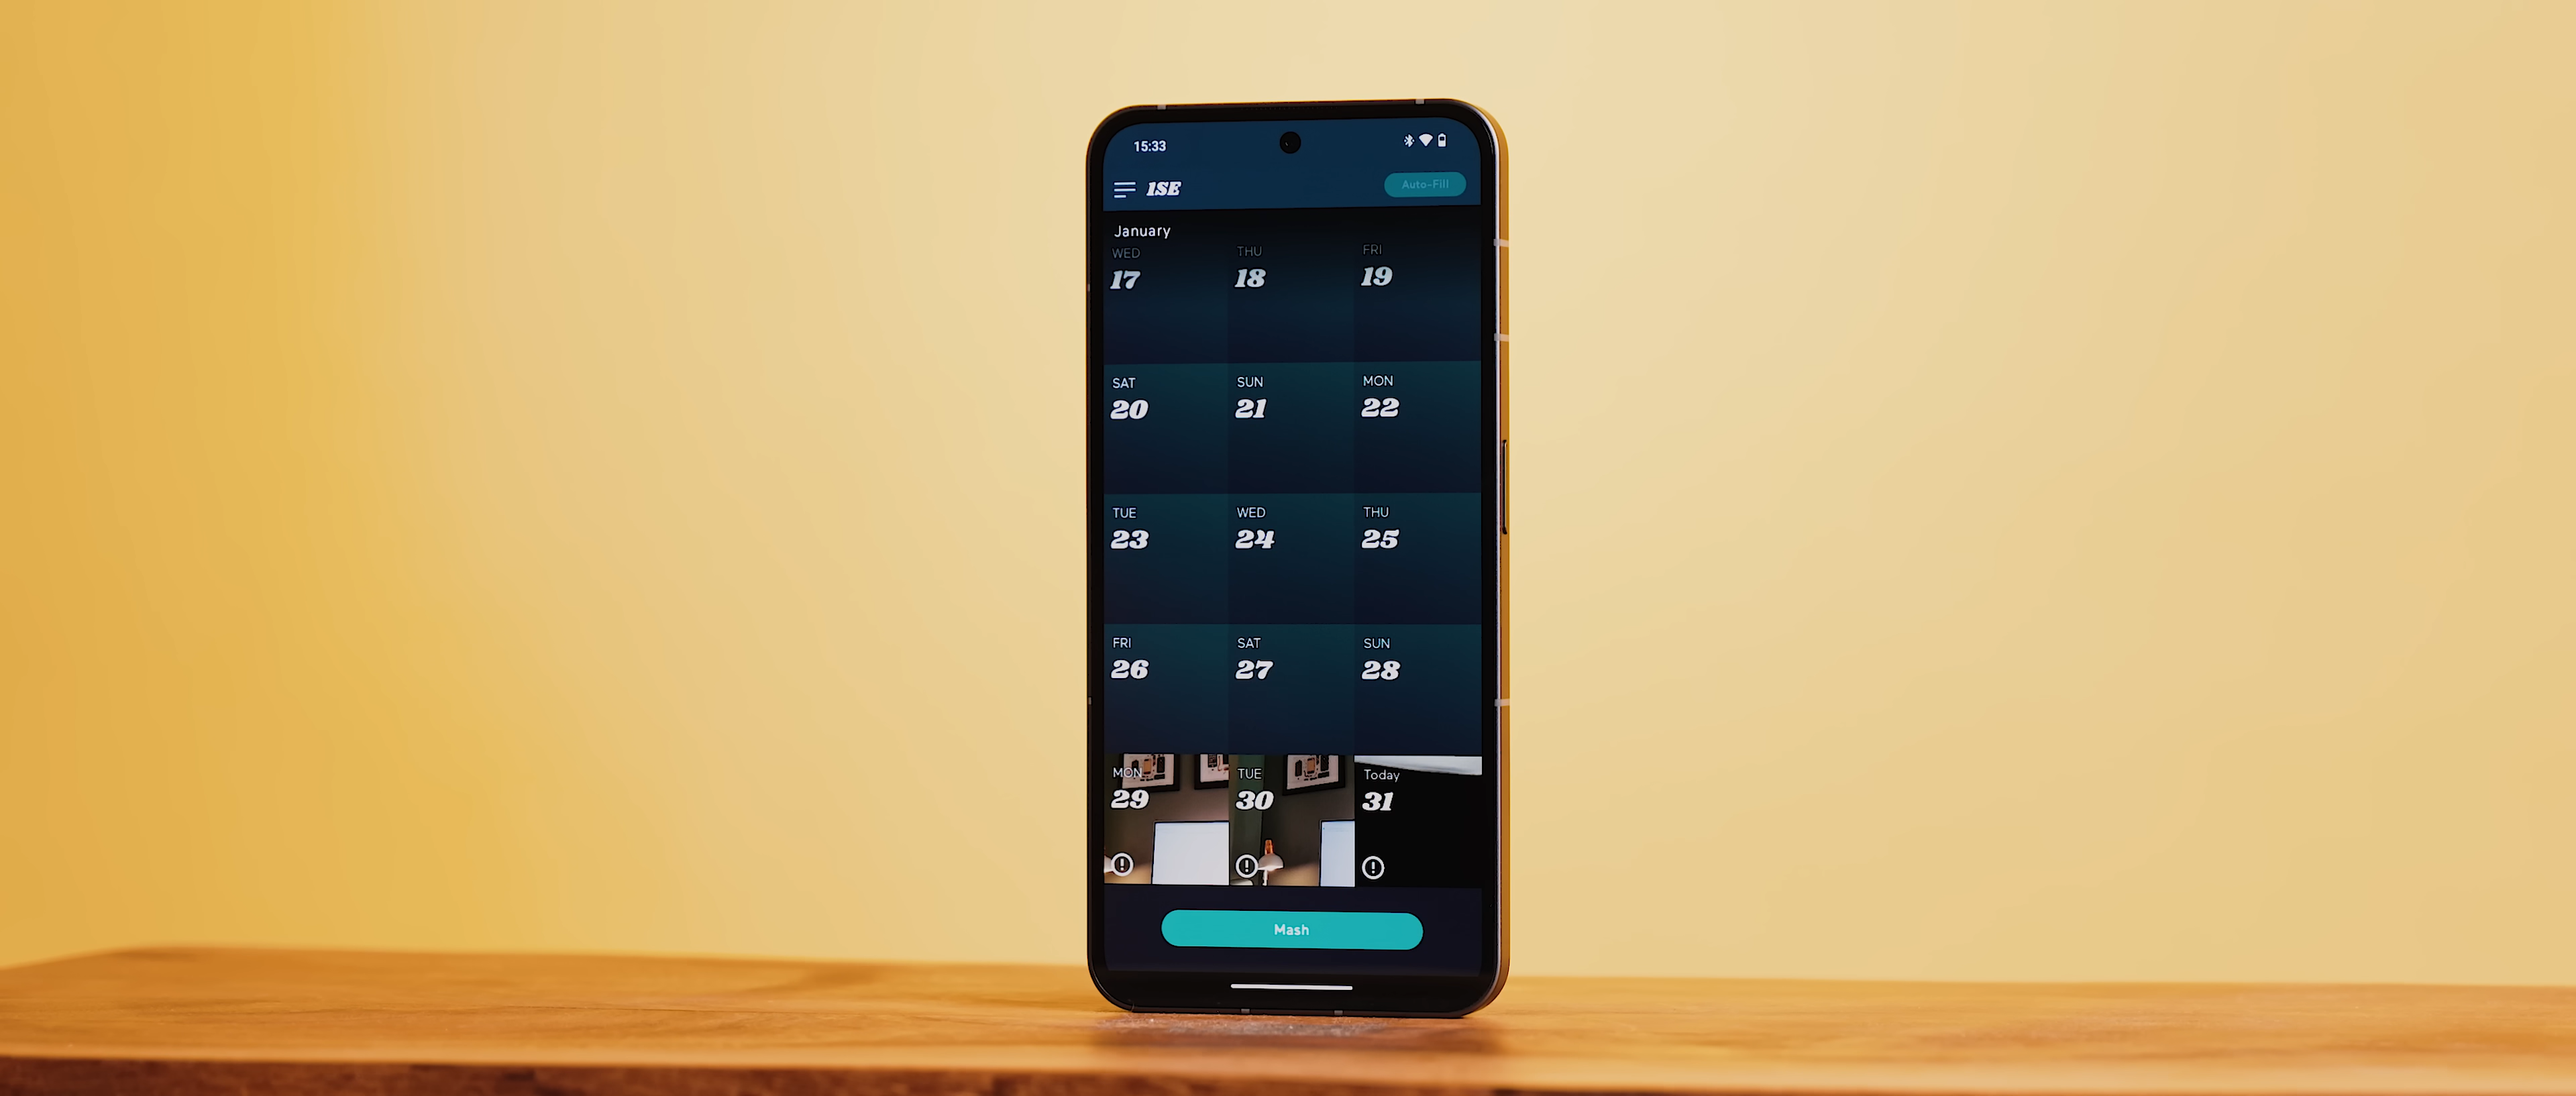 15:33
1SE
Auto-Fill
January
WED THU FRI
17 18 19
SAT SUN MON
20 21 22
TUE WED THU
23 24 25
FRI SAT SUN
26 27 28
MON TUE Today
29 30 31
Mash